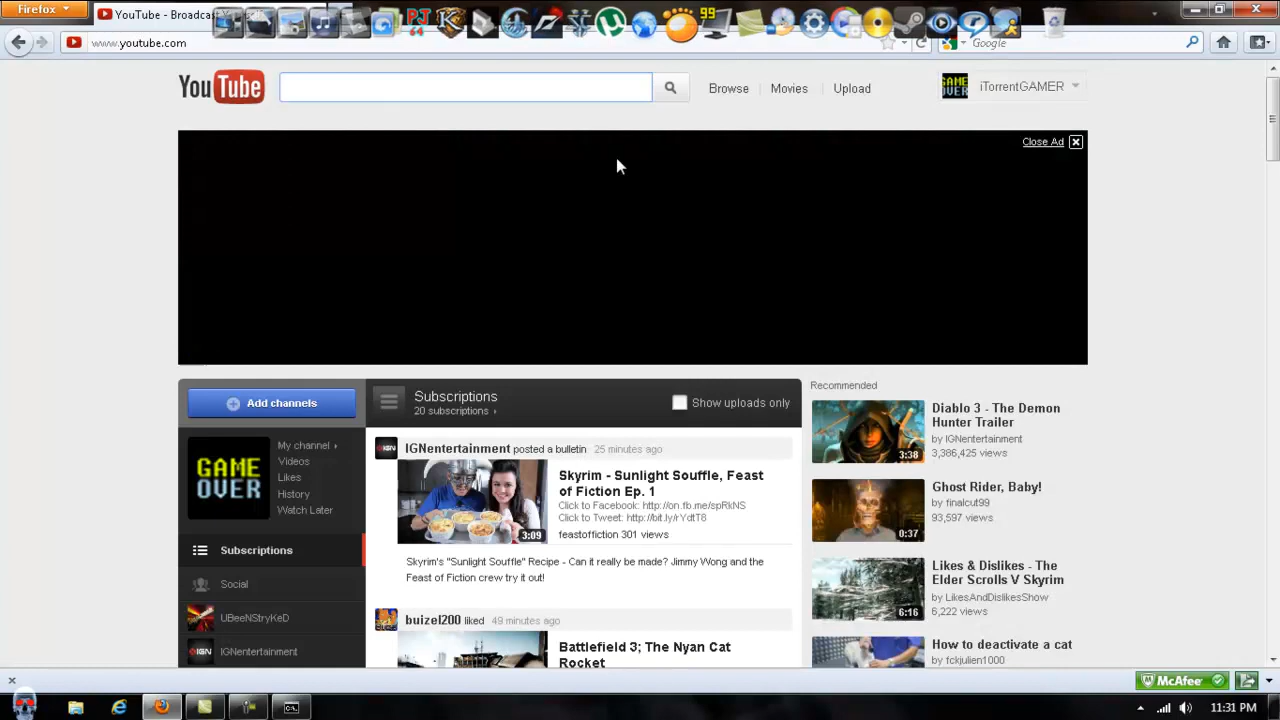 Firefox
YouTube - Broadcast
99
64
www.youtube.com
Google
YouTube
Browse
Movies
Upload
GAME OVER
iTorrentGAMER
Close Ad
Add channels
My channel
Videos
Likes
History
Watch Later
GAME
OVER
Subscriptions
Social
UBeeNStryKeD
IGN
IGNentertainment
Subscriptions
20 subscriptions
Show uploads only
IGN
IGNentertainment posted a bulletin 25 minutes ago
3:09
Skyrim - Sunlight Souffle, Feast
of Fiction Ep. 1
Click to Facebook: http://on.fb.me/spRkNS
Click to Tweet: http://bit.ly/rYdtT8
feastoffiction 301 views
Skyrim's "Sunlight Souffle" Recipe - Can it really be made? Jimmy Wong and the
Feast of Fiction crew try it out!
buizel200 liked 49 minutes ago
Battlefield 3; The Nyan Cat
Rocket
Recommended
3:38
Diablo 3 - The Demon
Hunter Trailer
by IGNentertainment
3,386,425 views
0:37
Ghost Rider, Baby!
by finalcut99
93,597 views
6:16
Likes & Dislikes - The
Elder Scrolls V Skyrim
by LikesAndDislikesShow
6,222 views
How to deactivate a cat
by fckjulien1000
McAfee
11:31 PM